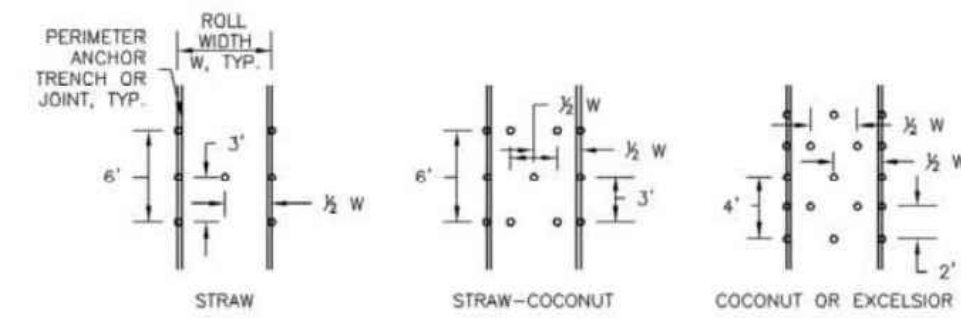 PERIMETER
ANCHOR
TRENCH OR
JOINT, TYP.
ROLL
WIDTH
W, TYP.
6'
3'
½ W
STRAW
½ W
½ W
6'
3'
STRAW-COCONUT
½ W
½ W
4'
2'
COCONUT OR EXCELSIOR